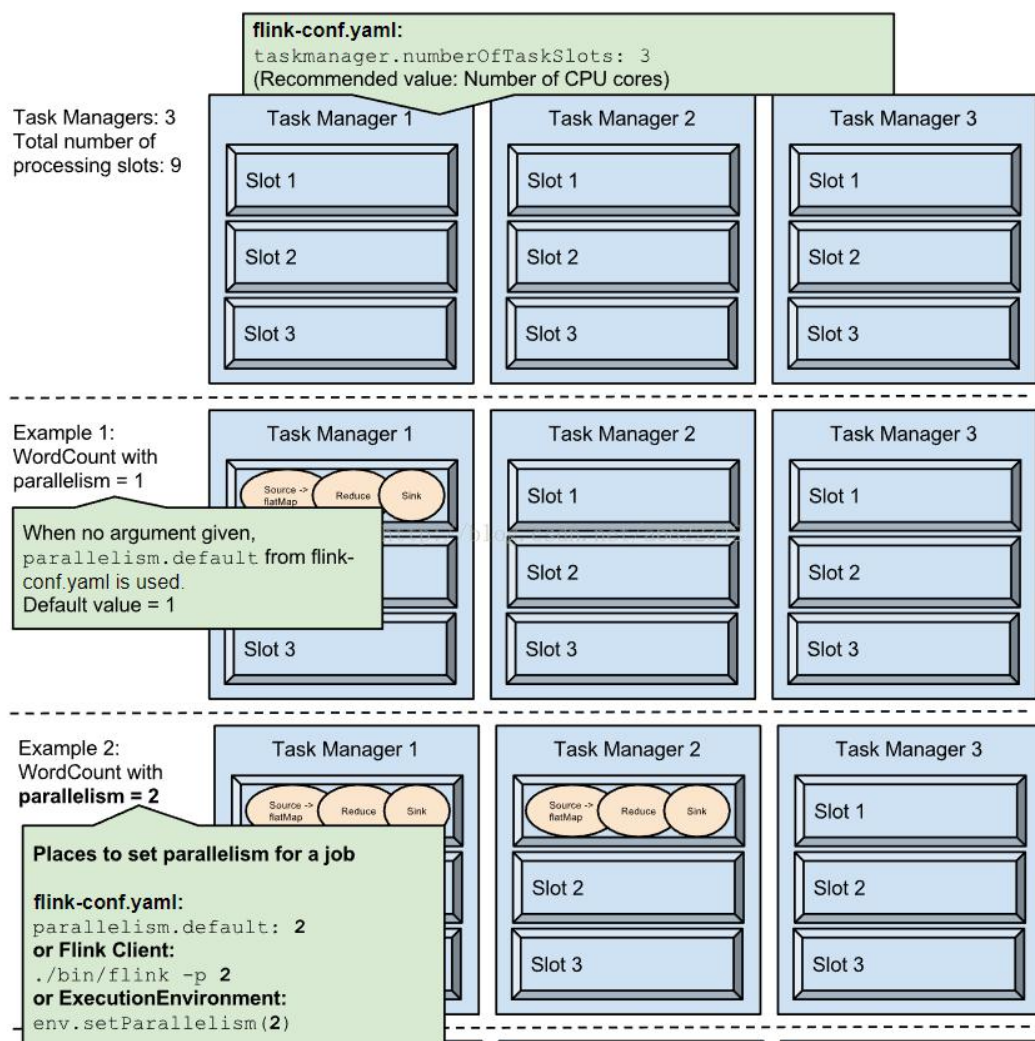 flink-conf.yaml:
taskmanager.numberOfTaskSlots: 3
(Recommended value: Number of CPU cores)
Task Managers: 3
Total number of
processing slots: 9
Task Manager 1
Slot 1
Slot 2
Slot 3
Task Manager 2
Slot 1
Slot 2
Slot 3
Task Manager 3
Slot 1
Slot 2
Slot 3
Example 1:
WordCount with
parallelism = 1
When no argument given,
parallelism.default from flink-
conf.yaml is used.
Default value = 1
Task Manager 1
Source ->
flatMap
Reduce
Sink
Slot 3
Task Manager 2
Slot 1
Slot 2
Slot 3
Task Manager 3
Slot 1
Slot 2
Slot 3
Example 2:
WordCount with
parallelism = 2
Places to set parallelism for a job
flink-conf.yaml:
parallelism.default: 2
or Flink Client:
./bin/flink -p 2
or ExecutionEnvironment:
env.setParallelism(2)
Task Manager 1
Source ->
flatMap
Reduce
Sink
Task Manager 2
Source ->
flatMap
Reduce
Sink
Slot 2
Slot 3
Task Manager 3
Slot 1
Slot 2
Slot 3